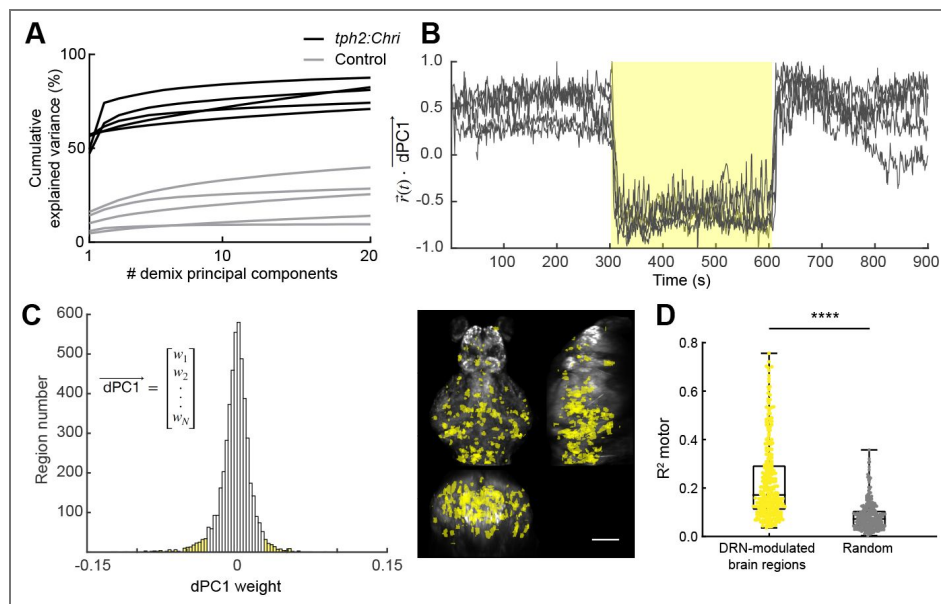 A
tph2:Chri
Control
100
50
0
Cumulative
explained variance (%)
1
10
20
# demix principal components
B
1.0
0.5
0.0
-0.5
-1.0
r(t) · dPC1
100
200
300
400
500
600
700
800
900
Time (s)
C
600
500
400
300
200
100
Region number
dPC1 =
w1
w2
.
.
.
wN
-0.15
0
0.15
dPC1 weight
D
****
0.8
0.6
0.4
0.2
0.0
R² motor
DRN-modulated
brain regions
Random